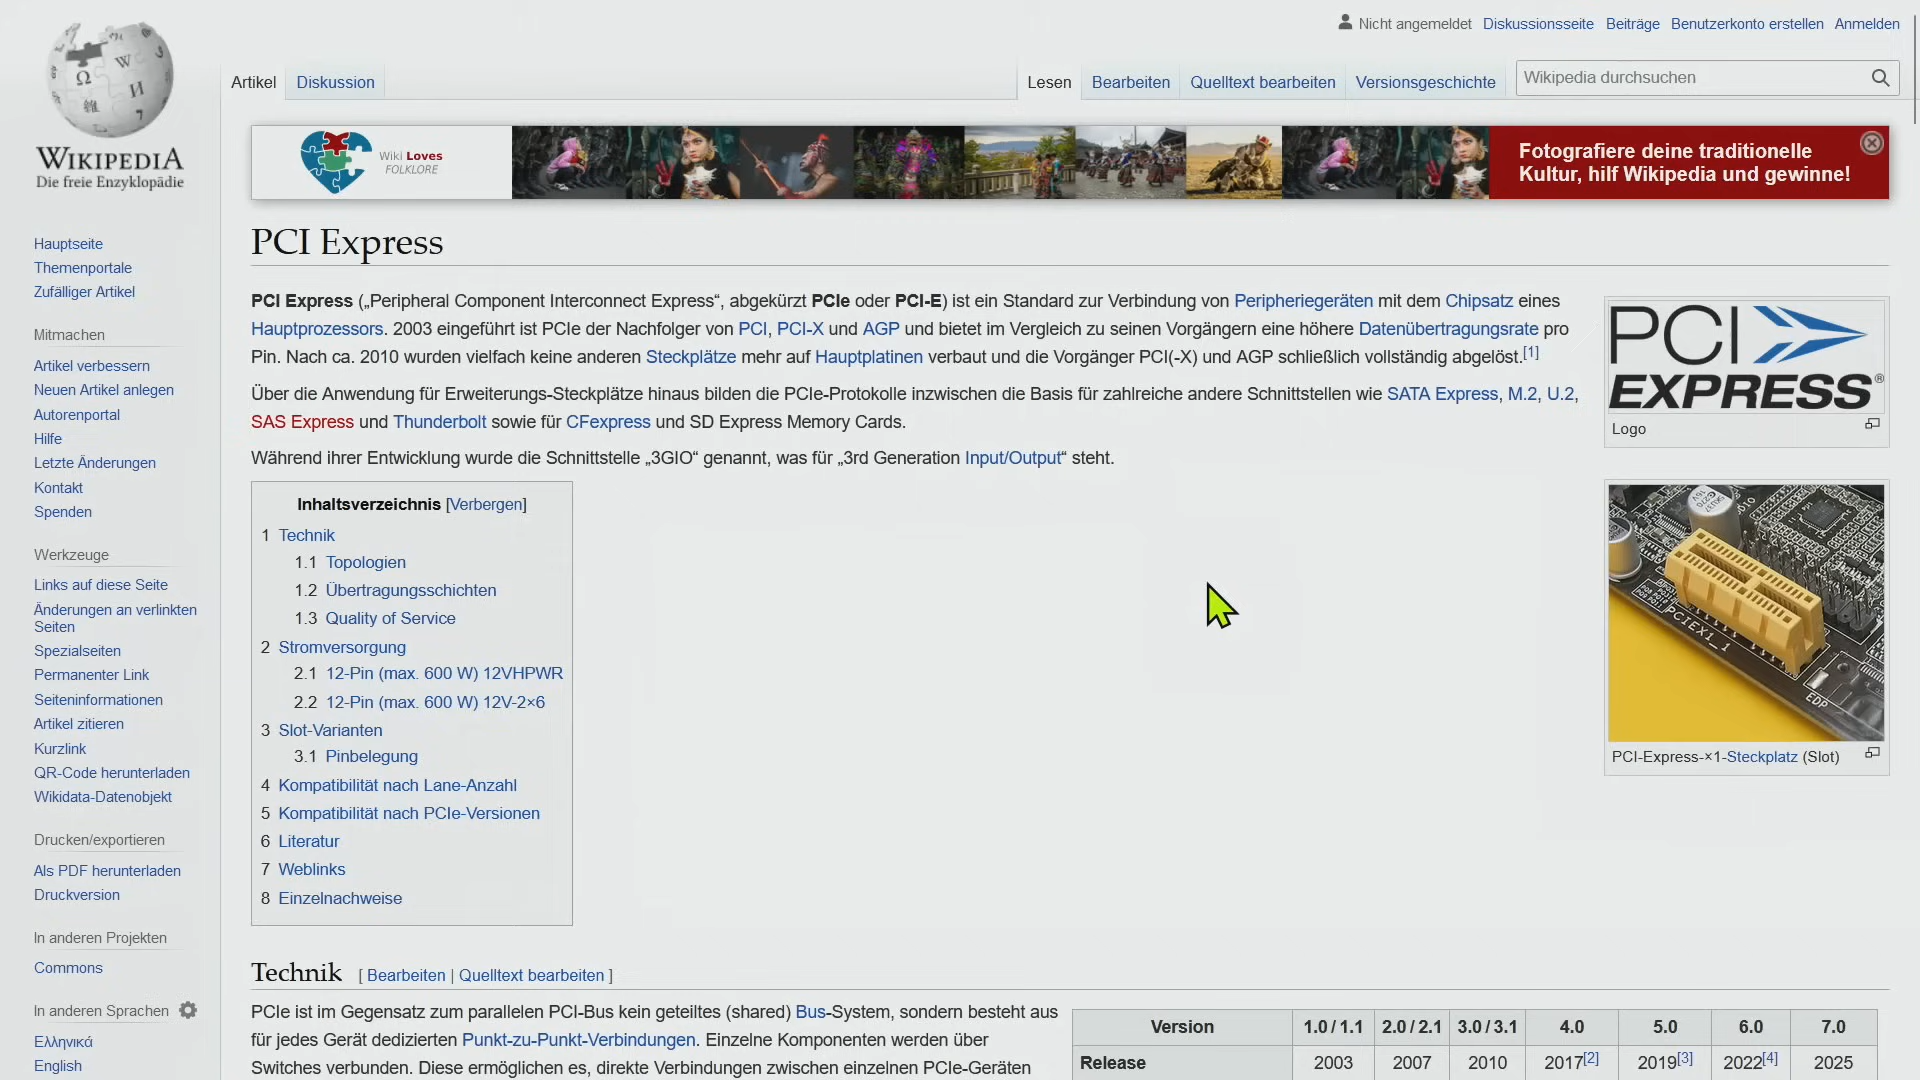 Nicht angemeldet Diskussionsseite Beiträge Benutzerkonto erstellen Anmelden
Artikel Diskussion Lesen Bearbeiten Quelltext bearbeiten Versionsgeschichte Wikipedia durchsuchen
WIKIPEDIA
Die freie Enzyklopädie
Hauptseite
Themenportale
Zufälliger Artikel
Mitmachen
Artikel verbessern
Neuen Artikel anlegen
Autorenportal
Hilfe
Letzte Änderungen
Kontakt
Spenden
Werkzeuge
Links auf diese Seite
Änderungen an verlinkten
Seiten
Spezialseiten
Permanenter Link
Seiteninformationen
Artikel zitieren
Kurzlink
QR-Code herunterladen
Wikidata-Datenobjekt
Drucken/exportieren
Als PDF herunterladen
Druckversion
In anderen Projekten
Commons
In anderen Sprachen
Ελληνικά
English
Wiki Loves
FOLKLORE
Fotografiere deine traditionelle
Kultur, hilf Wikipedia und gewinne!
PCI Express
PCI Express („Peripheral Component Interconnect Express“, abgekürzt PCIe oder PCI-E) ist ein Standard zur Verbindung von Peripheriegeräten mit dem Chipsatz eines
Hauptprozessors. 2003 eingeführt ist PCIe der Nachfolger von PCI, PCI-X und AGP und bietet im Vergleich zu seinen Vorgängern eine höhere Datenübertragungsrate pro
Pin. Nach ca. 2010 wurden vielfach keine anderen Steckplätze mehr auf Hauptplatinen verbaut und die Vorgänger PCI(-X) und AGP schließlich vollständig abgelöst.[1]
Über die Anwendung für Erweiterungs-Steckplätze hinaus bilden die PCIe-Protokolle inzwischen die Basis für zahlreiche andere Schnittstellen wie SATA Express, M.2, U.2,
SAS Express und Thunderbolt sowie für CFexpress und SD Express Memory Cards.
Während ihrer Entwicklung wurde die Schnittstelle „3GIO“ genannt, was für „3rd Generation Input/Output“ steht.
PCI
EXPRESS®
Logo
PCIEX1_1
EDP
PCI-Express-×1-Steckplatz (Slot)
Inhaltsverzeichnis [Verbergen]
1 Technik
1.1 Topologien
1.2 Übertragungsschichten
1.3 Quality of Service
2 Stromversorgung
2.1 12-Pin (max. 600 W) 12VHPWR
2.2 12-Pin (max. 600 W) 12V-2×6
3 Slot-Varianten
3.1 Pinbelegung
4 Kompatibilität nach Lane-Anzahl
5 Kompatibilität nach PCIe-Versionen
6 Literatur
7 Weblinks
8 Einzelnachweise
Technik [ Bearbeiten | Quelltext bearbeiten ]
PCIe ist im Gegensatz zum parallelen PCI-Bus kein geteiltes (shared) Bus-System, sondern besteht aus
für jedes Gerät dedizierten Punkt-zu-Punkt-Verbindungen. Einzelne Komponenten werden über
Switches verbunden. Diese ermöglichen es, direkte Verbindungen zwischen einzelnen PCIe-Geräten
Version 1.0 / 1.1 2.0 / 2.1 3.0 / 3.1 4.0 5.0 6.0 7.0
Release 2003 2007 2010 2017[2] 2019[3] 2022[4] 2025